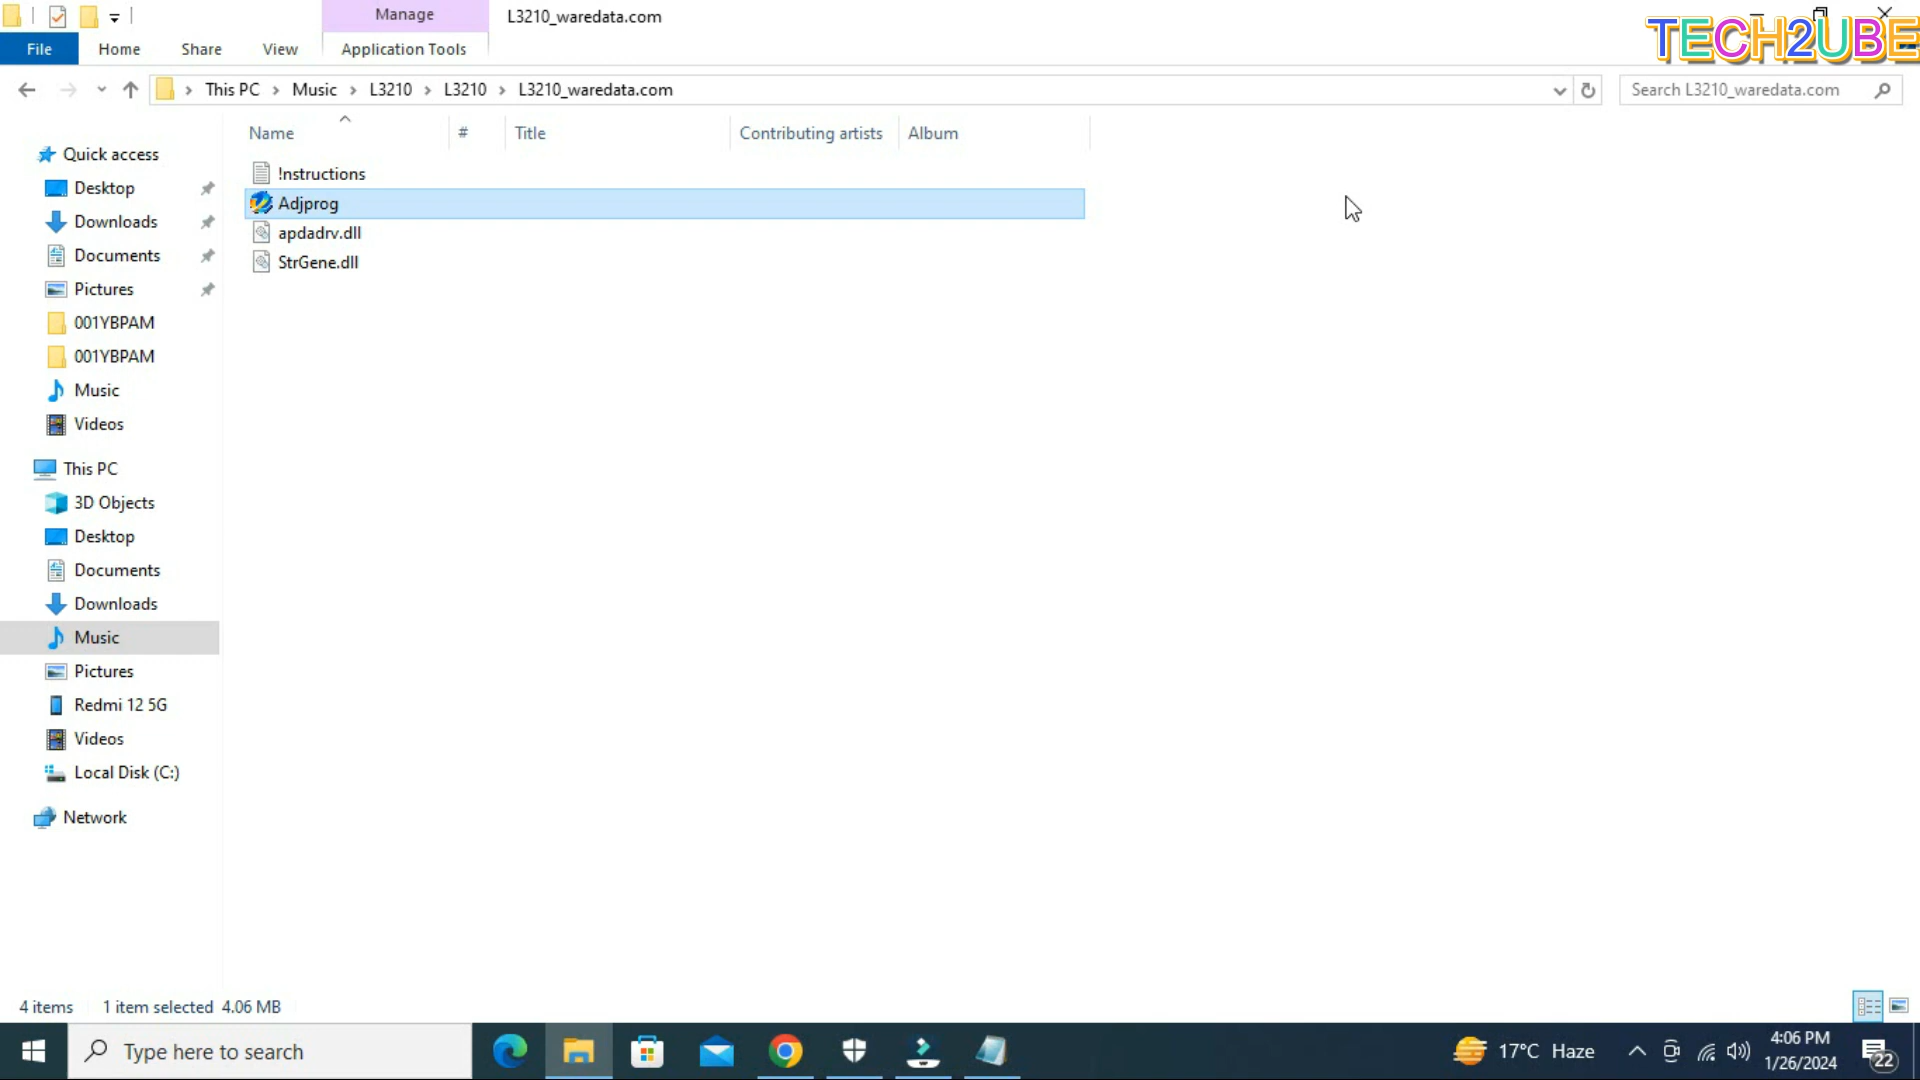 Manage
L3210_waredata.com
TECH2UBE
File
Home
Share
View
Application Tools
This PC > Music > L3210 > L3210 > L3210_waredata.com
Search L3210_waredata.com
Name
#
Title
Contributing artists
Album
!nstructions
Adjprog
apdadrv.dll
StrGene.dll
Quick access
Desktop
Downloads
Documents
Pictures
001YBPAM
001YBPAM
Music
Videos
This PC
3D Objects
Desktop
Documents
Downloads
Music
Pictures
Redmi 12 5G
Videos
Local Disk (C:)
Network
4 items
1 item selected 4.06 MB
Type here to search
17°C Haze
4:06 PM
1/26/2024
22